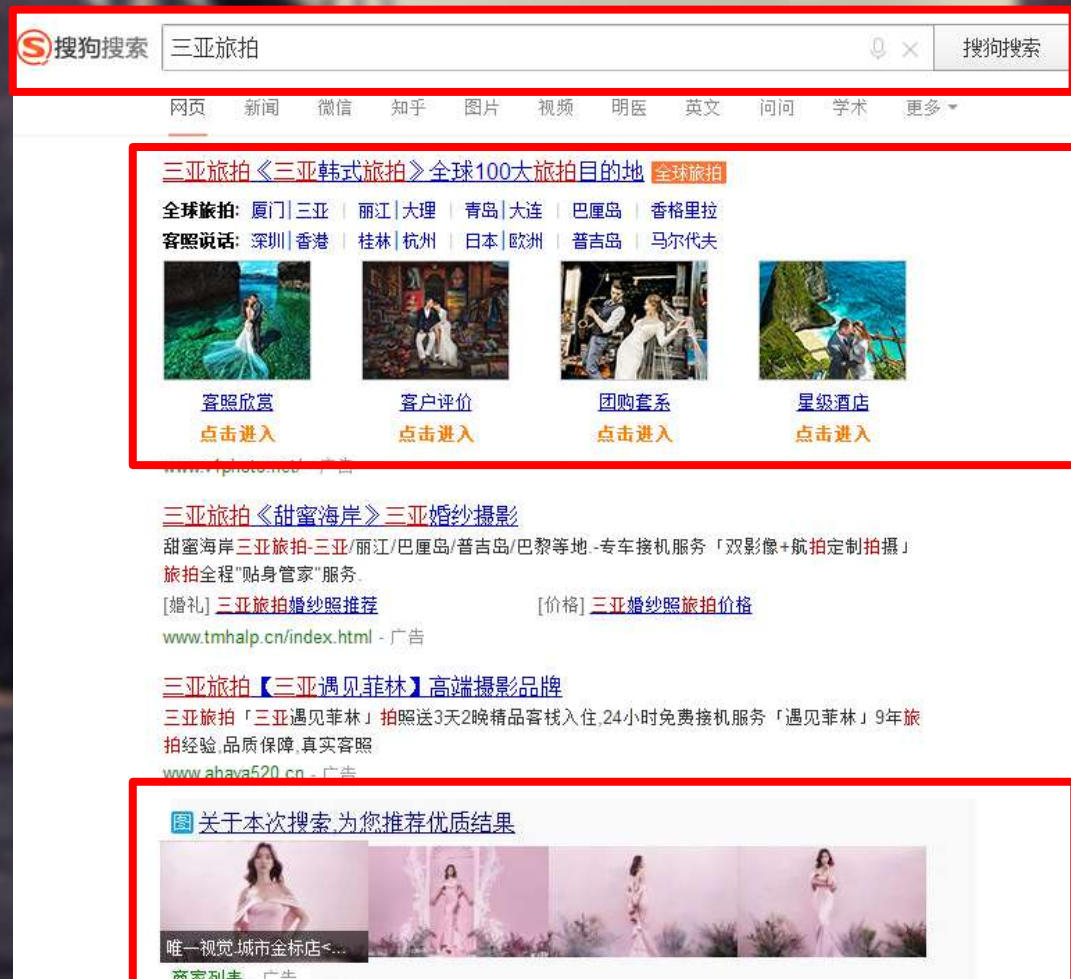 搜狗搜索 三亚旅拍 搜狗搜索
网页 新闻 微信 知乎 图片 视频 明医 英文 问问 学术 更多
三亚旅拍《三亚韩式旅拍》全球100大旅拍目的地 全球旅拍
全球旅拍: 厦门|三亚 | 丽江|大理 | 青岛|大连 | 巴厘岛 | 香格里拉
客照说话: 深圳|香港 | 桂林|杭州 | 日本|欧洲 | 普吉岛 | 马尔代夫
客照欣赏 客户评价 团购套系 星级酒店
点击进入 点击进入 点击进入 点击进入
三亚旅拍《甜蜜海岸》三亚婚纱摄影
甜蜜海岸三亚旅拍-三亚/丽江/巴厘岛/普吉岛/巴黎等地.-专车接机服务「双影像+航拍定制拍摄」
旅拍全程"贴身管家"服务.
[婚礼] 三亚旅拍婚纱照推荐 [价格] 三亚婚纱照旅拍价格
www.tmhalp.cn/index.html - 广告
三亚旅拍【三亚遇见菲林】高端摄影品牌
三亚旅拍「三亚遇见菲林」拍照送3天2晚精品客栈入住,24小时免费接机服务「遇见菲林」9年旅
拍经验,品质保障,真实客照
www.ahaya520.cn - 广告
图 关于本次搜索,为您推荐优质结果
唯一视觉.城市金标店<...
商家列表 - 广告